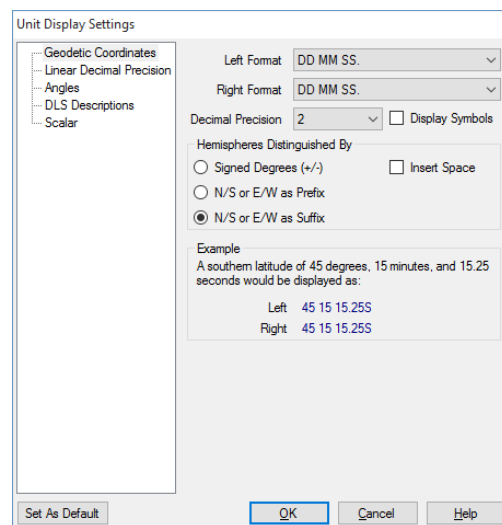 Unit Display Settings
Geodetic Coordinates
Linear Decimal Precision
Angles
DLS Descriptions
Scalar
Left Format DD MM SS.
Right Format DD MM SS.
Decimal Precision 2 Display Symbols
Hemispheres Distinguished By
Signed Degrees (+/-) Insert Space
N/S or E/W as Prefix
N/S or E/W as Suffix
Example
A southern latitude of 45 degrees, 15 minutes, and 15.25
seconds would be displayed as:
Left 45 15 15.25S
Right 45 15 15.25S
Set As Default OK Cancel Help